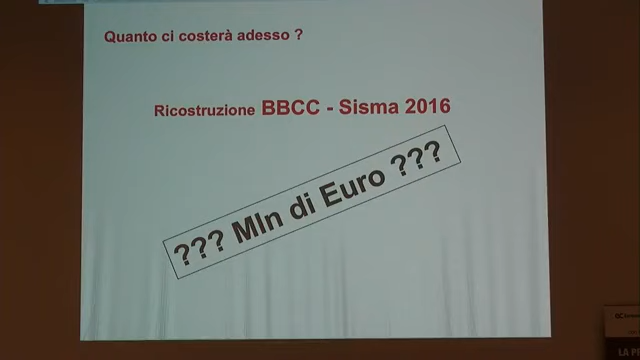 Quanto ci costerà adesso ?
Ricostruzione BBCC - Sisma 2016
??? Mln di Euro ???